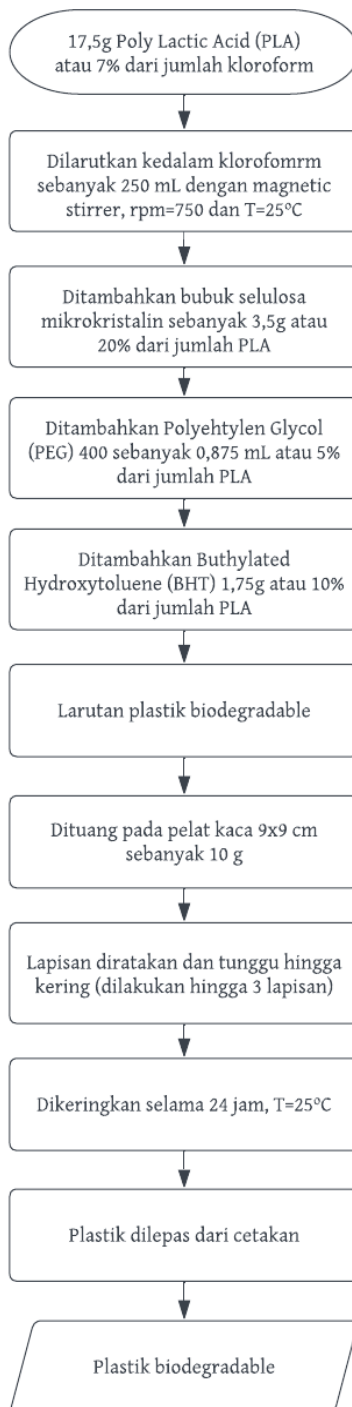 17,5g Poly Lactic Acid (PLA)
atau 7% dari jumlah kloroform
Dilarutkan kedalam klorofomrm
sebanyak 250 mL dengan magnetic
stirrer, rpm=750 dan T=25°C
Ditambahkan bubuk selulosa
mikrokristalin sebanyak 3,5g atau
20% dari jumlah PLA
Ditambahkan Polyehtylen Glycol
(PEG) 400 sebanyak 0,875 mL atau 5%
dari jumlah PLA
Ditambahkan Buthylated
Hydroxytoluene (BHT) 1,75g atau 10%
dari jumlah PLA
Larutan plastik biodegradable
Dituang pada pelat kaca 9x9 cm
sebanyak 10 g
Lapisan diratakan dan tunggu hingga
kering (dilakukan hingga 3 lapisan)
Dikeringkan selama 24 jam, T=25°C
Plastik dilepas dari cetakan
Plastik biodegradable